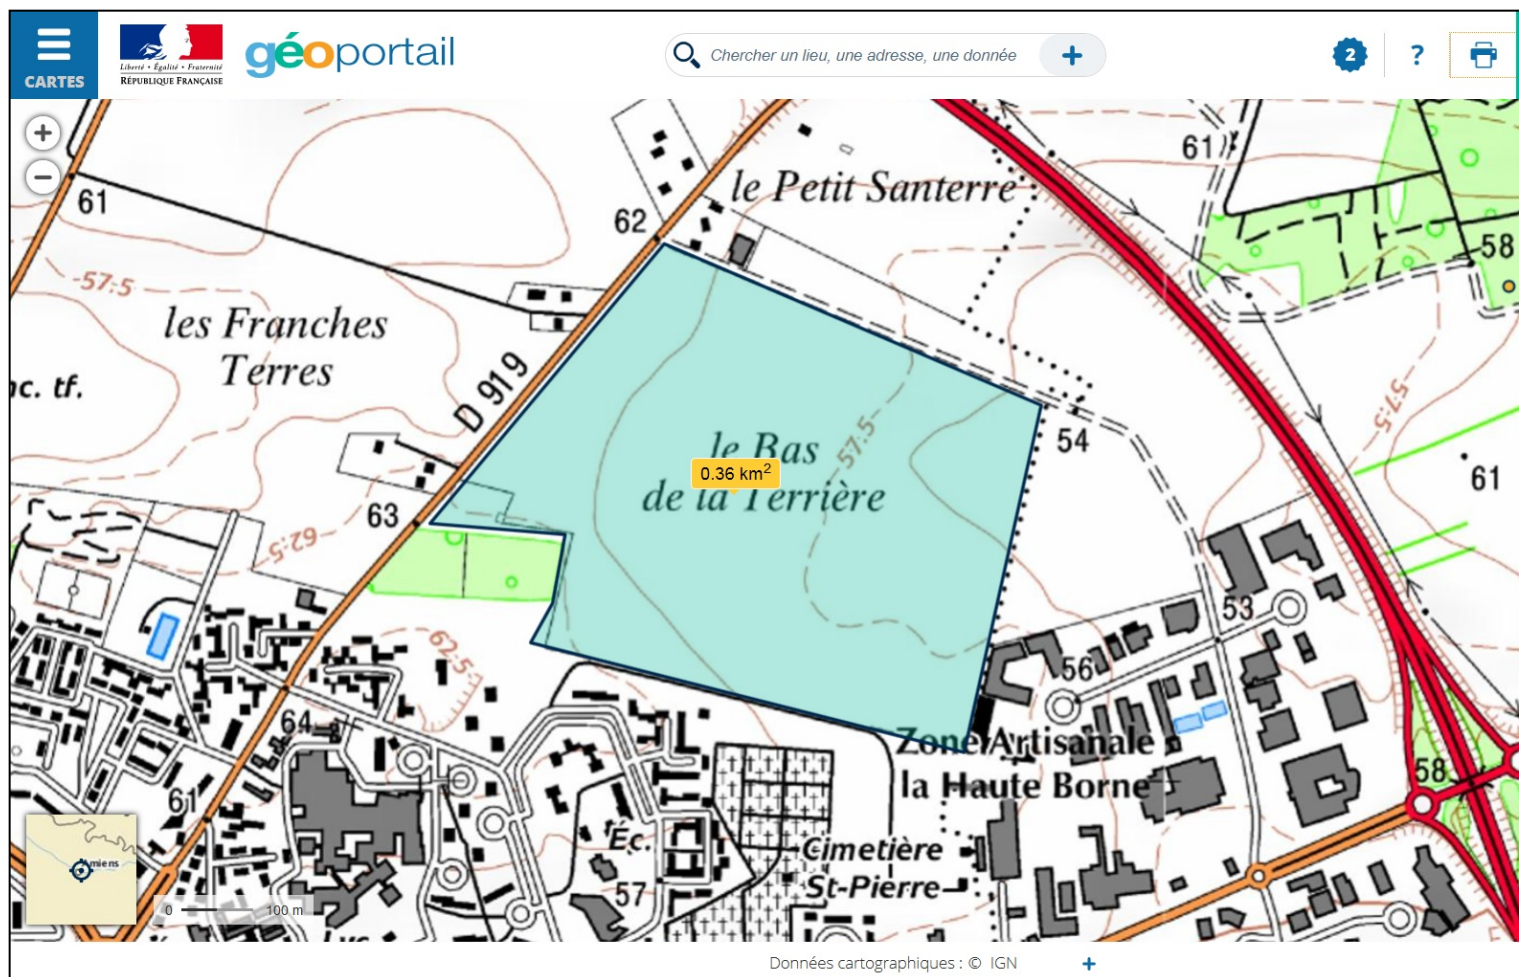 CARTES
Liberté • Égalité • Fraternité
RÉPUBLIQUE FRANÇAISE
géoportail
Chercher un lieu, une adresse, une donnée
+
2
?
+
−
61
62
le Petit Santerre
61
58
57.5
les Franches
Terres
nc. tf.
D 919
63
62.5
le Bas
de la Terrière
0.36 km²
57.5
54
57.5
61
53
56
62.5
64
61
Zone Artisanale
la Haute Borne
58
Éc.
57
Cimetière
St-Pierre
Amiens
0
100 m
Lyc.
Données cartographiques : © IGN
+